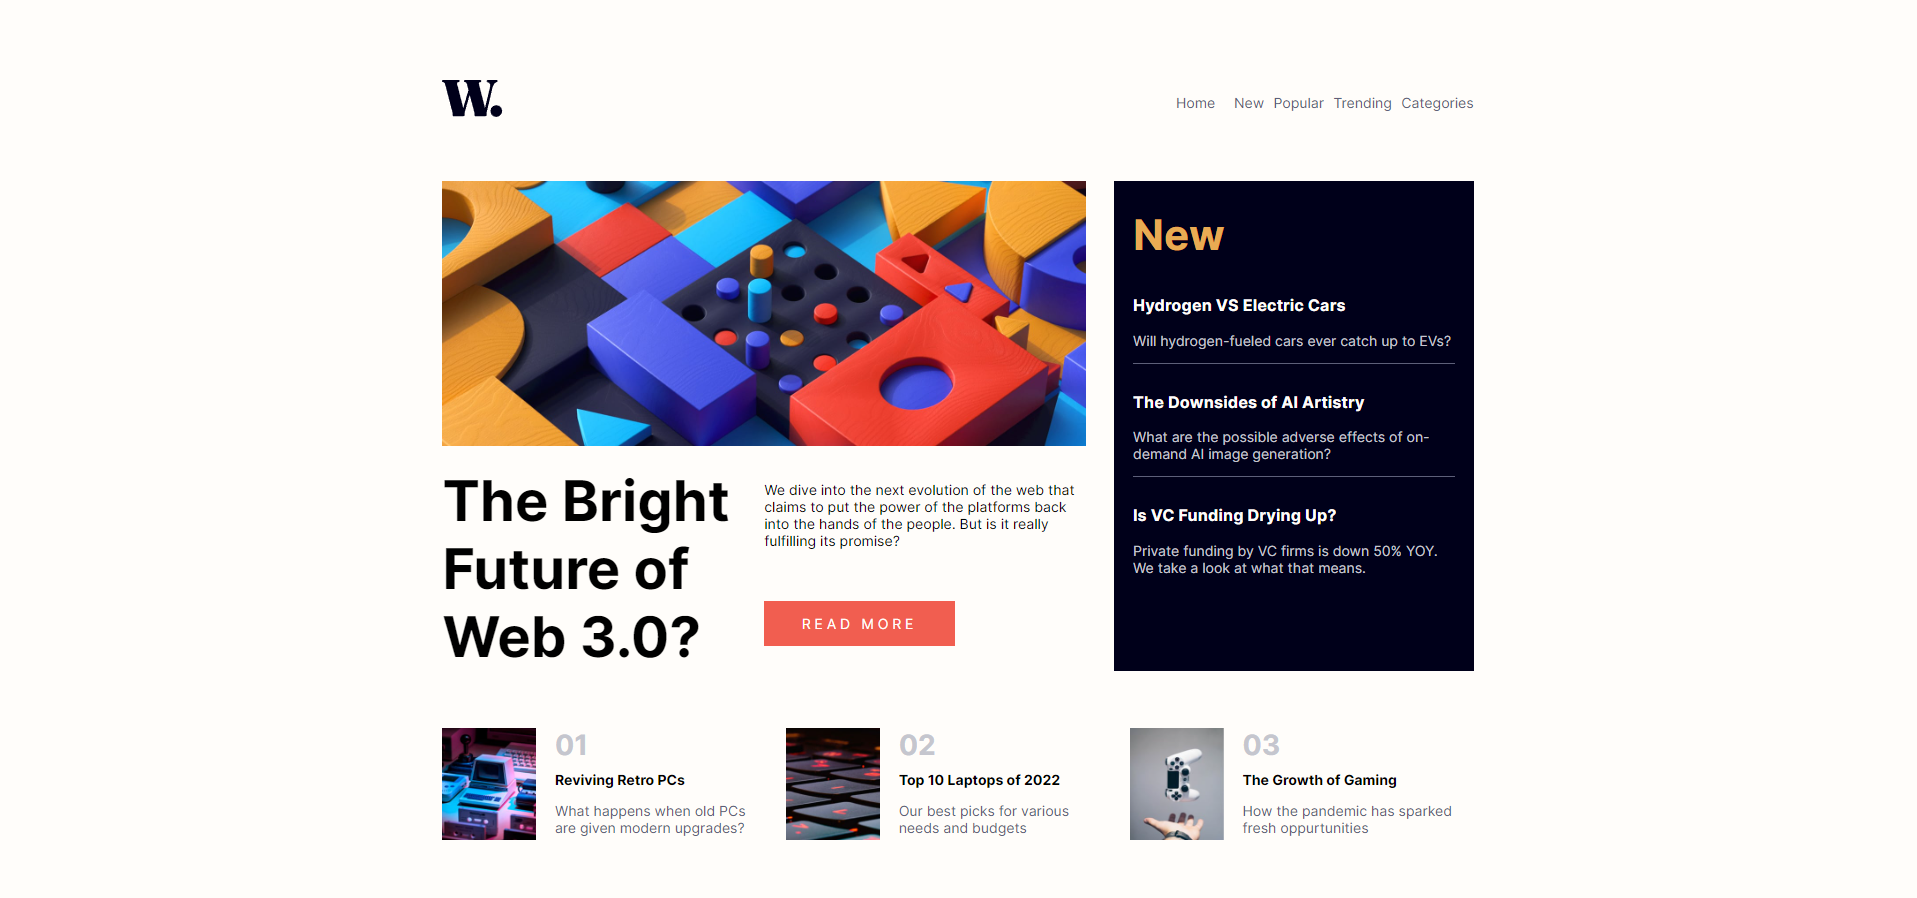 W.
Home New Popular Trending Categories
The Bright
Future of
Web 3.0?
We dive into the next evolution of the web that
claims to put the power of the platforms back
into the hands of the people. But is it really
fulfilling its promise?
READ MORE
New
Hydrogen VS Electric Cars
Will hydrogen-fueled cars ever catch up to EVs?
The Downsides of AI Artistry
What are the possible adverse effects of on-
demand AI image generation?
Is VC Funding Drying Up?
Private funding by VC firms is down 50% YOY.
We take a look at what that means.
01
Reviving Retro PCs
What happens when old PCs
are given modern upgrades?
02
Top 10 Laptops of 2022
Our best picks for various
needs and budgets
03
The Growth of Gaming
How the pandemic has sparked
fresh oppurtunities